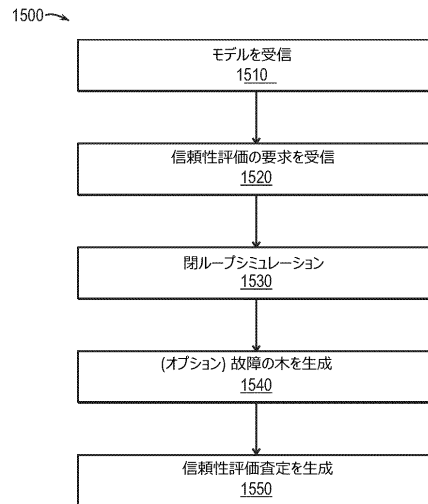 1500
モデルを受信
1510
信頼性評価の要求を受信
1520
閉ループシミュレーション
1530
(オプション) 故障の木を生成
1540
信頼性評価査定を生成
1550